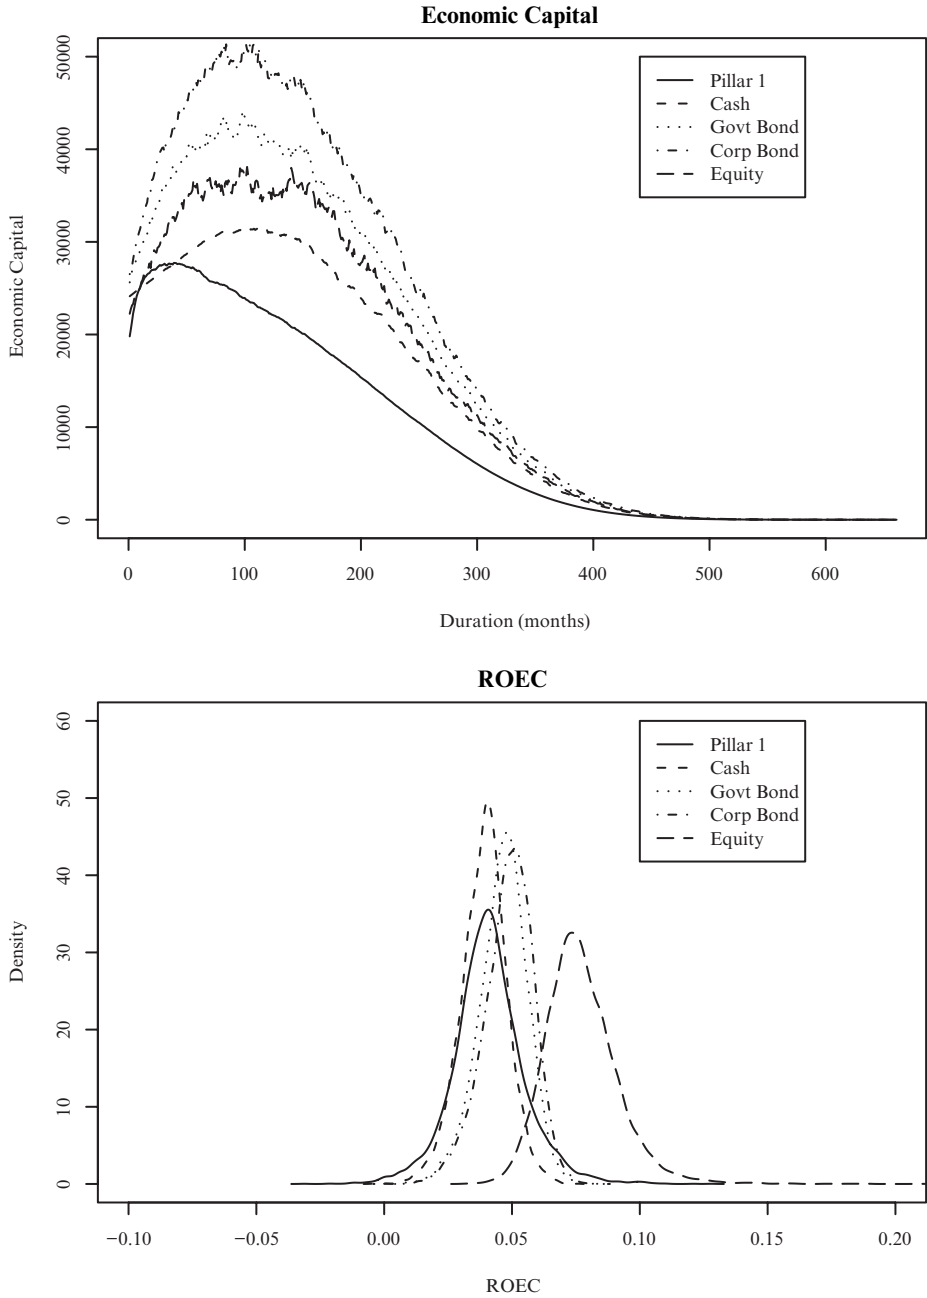 Economic Capital
50000
40000
30000
20000
10000
0
Economic Capital
Pillar 1
Cash
Govt Bond
Corp Bond
Equity
0 100 200 300 400 500 600
Duration (months)
ROEC
60
50
40
30
20
10
0
Density
Pillar 1
Cash
Govt Bond
Corp Bond
Equity
−0.10 −0.05 0.00 0.05 0.10 0.15 0.20
ROEC